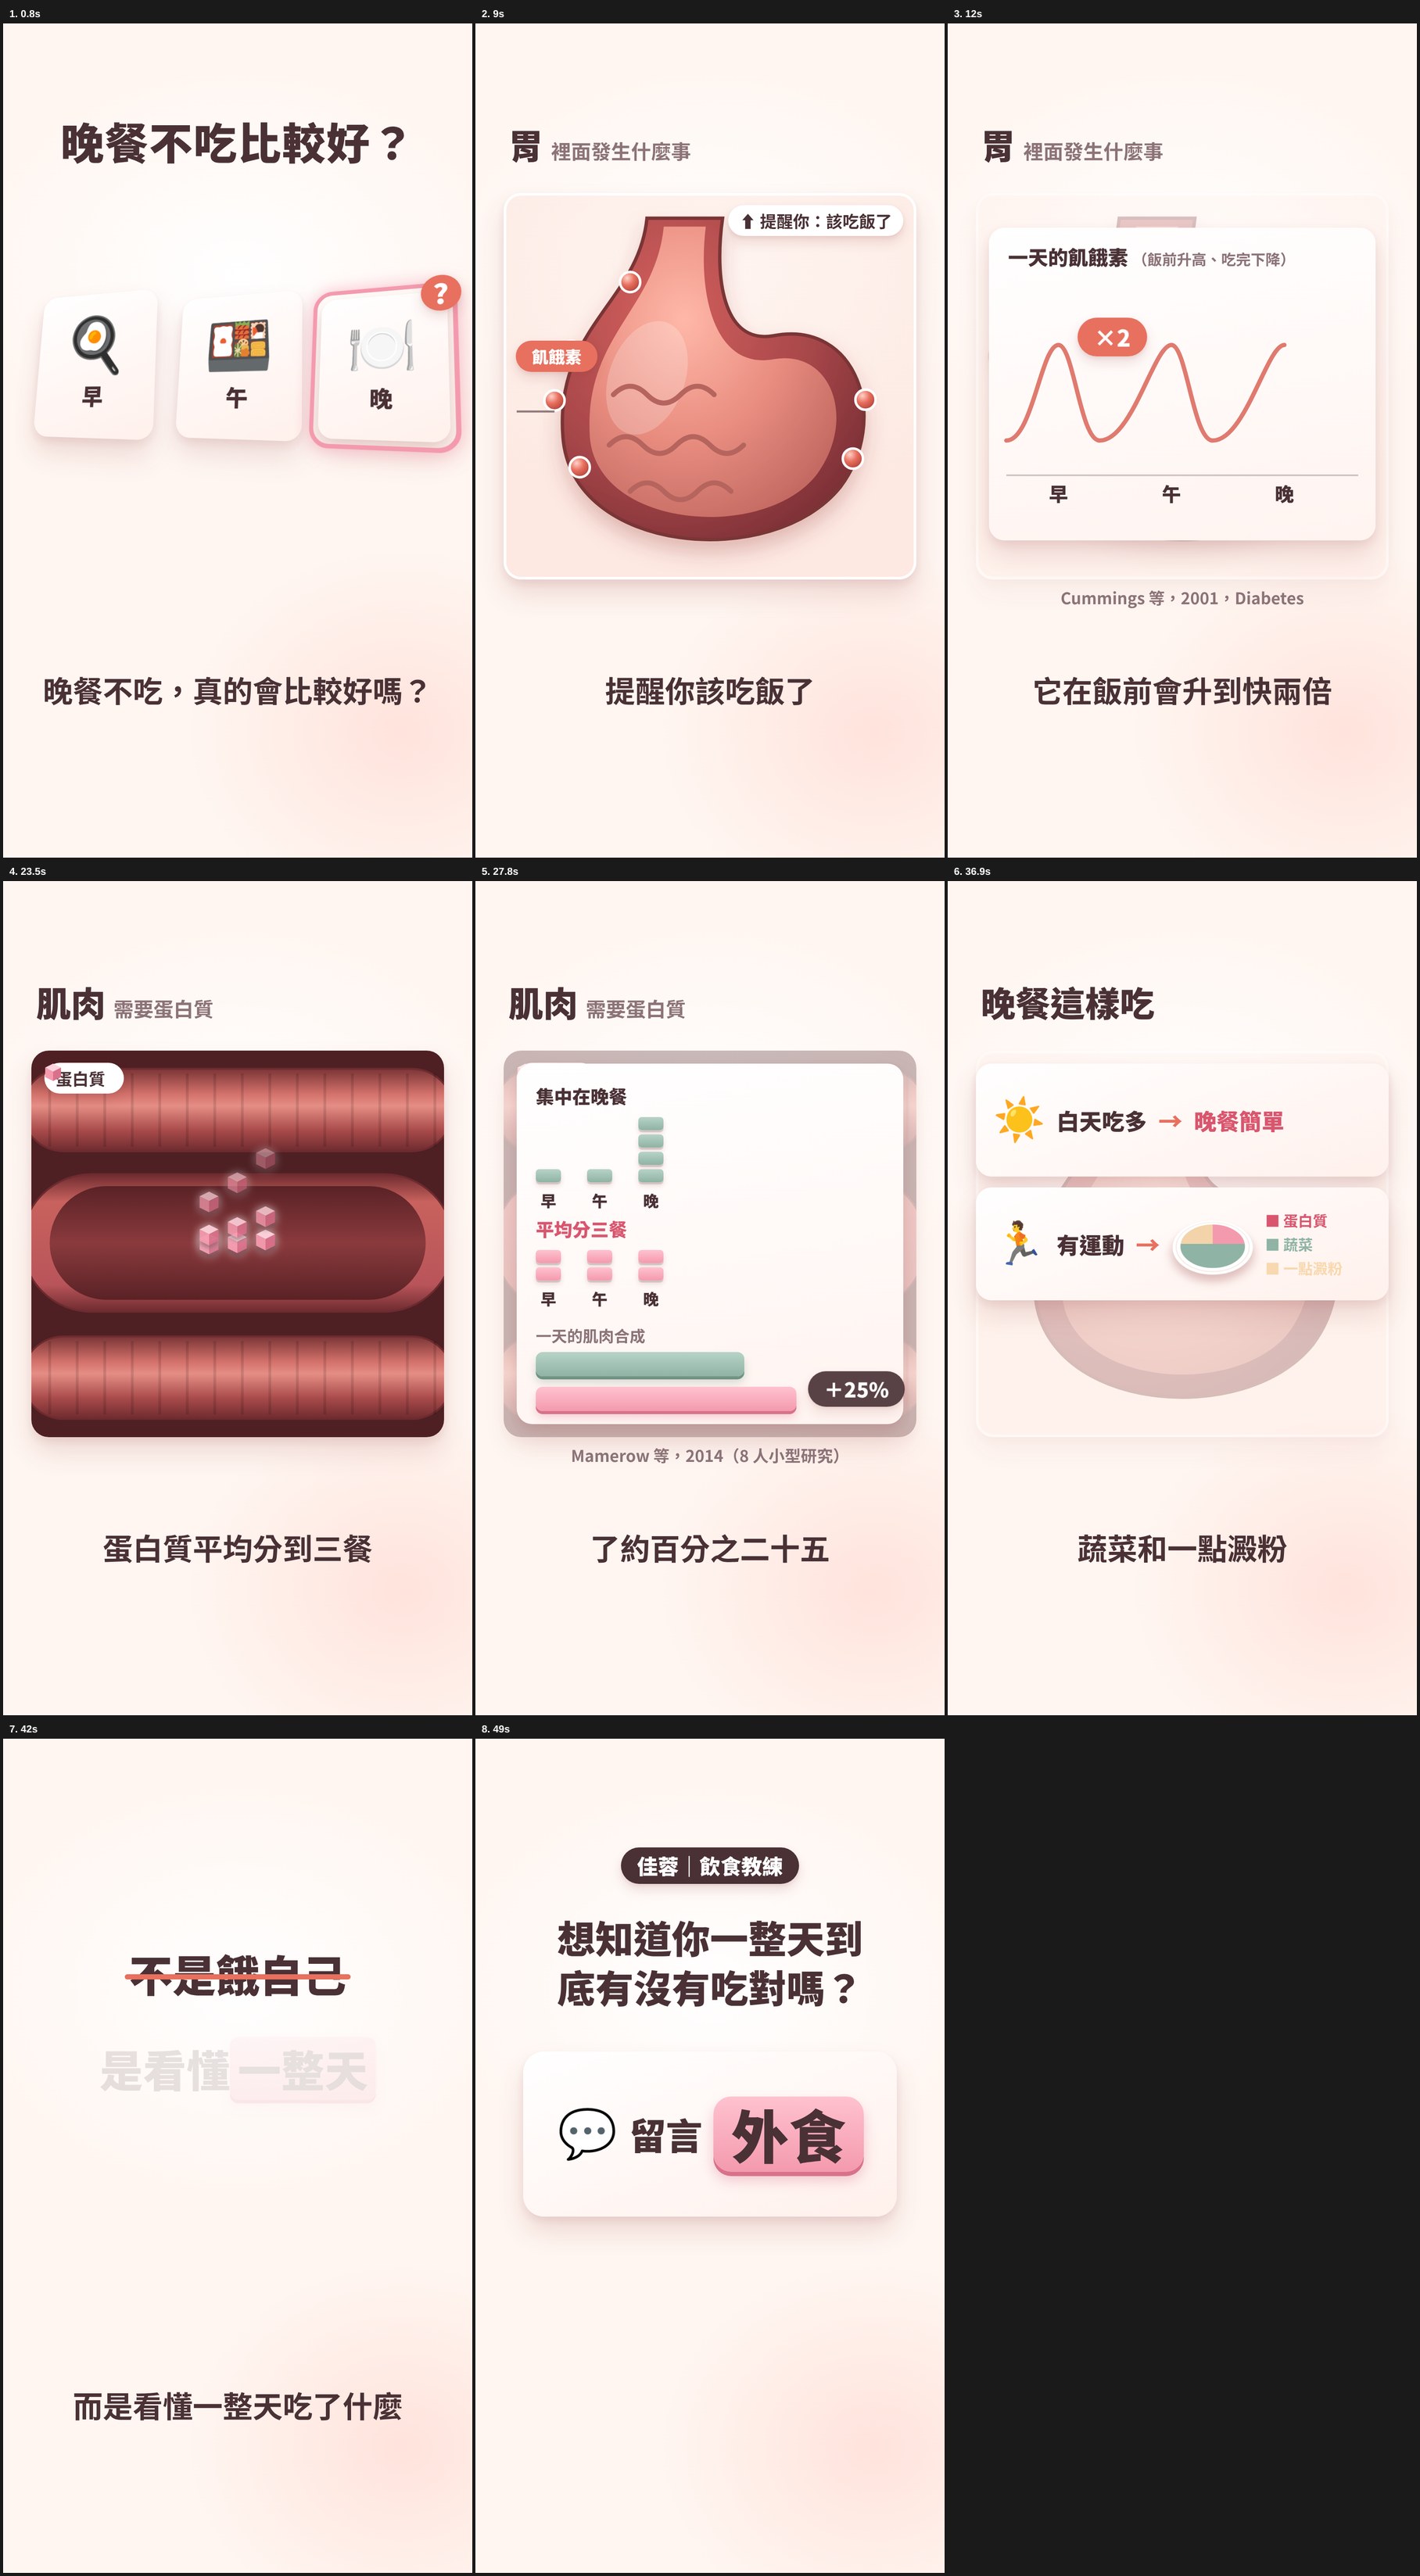 1. 0.8s
晚餐不吃比較好？
?
早
午
晚
晚餐不吃，真的會比較好嗎？
2. 9s
胃 裡面發生什麼事
⬆ 提醒你：該吃飯了
飢餓素
提醒你該吃飯了
3. 12s
胃 裡面發生什麼事
一天的飢餓素（飯前升高、吃完下降）
×2
早 午 晚
Cummings 等，2001，Diabetes
它在飯前會升到快兩倍
4. 23.5s
肌肉 需要蛋白質
蛋白質
蛋白質平均分到三餐
5. 27.8s
肌肉 需要蛋白質
集中在晚餐
早 午 晚
平均分三餐
早 午 晚
一天的肌肉合成
＋25%
Mamerow 等，2014（8 人小型研究）
了約百分之二十五
6. 36.9s
晚餐這樣吃
白天吃多 → 晚餐簡單
有運動 →
蛋白質
蔬菜
一點澱粉
蔬菜和一點澱粉
7. 42s
不是餓自己
是看懂一整天
而是看懂一整天吃了什麼
8. 49s
佳蓉｜飲食教練
想知道你一整天到
底有沒有吃對嗎？
留言 外食